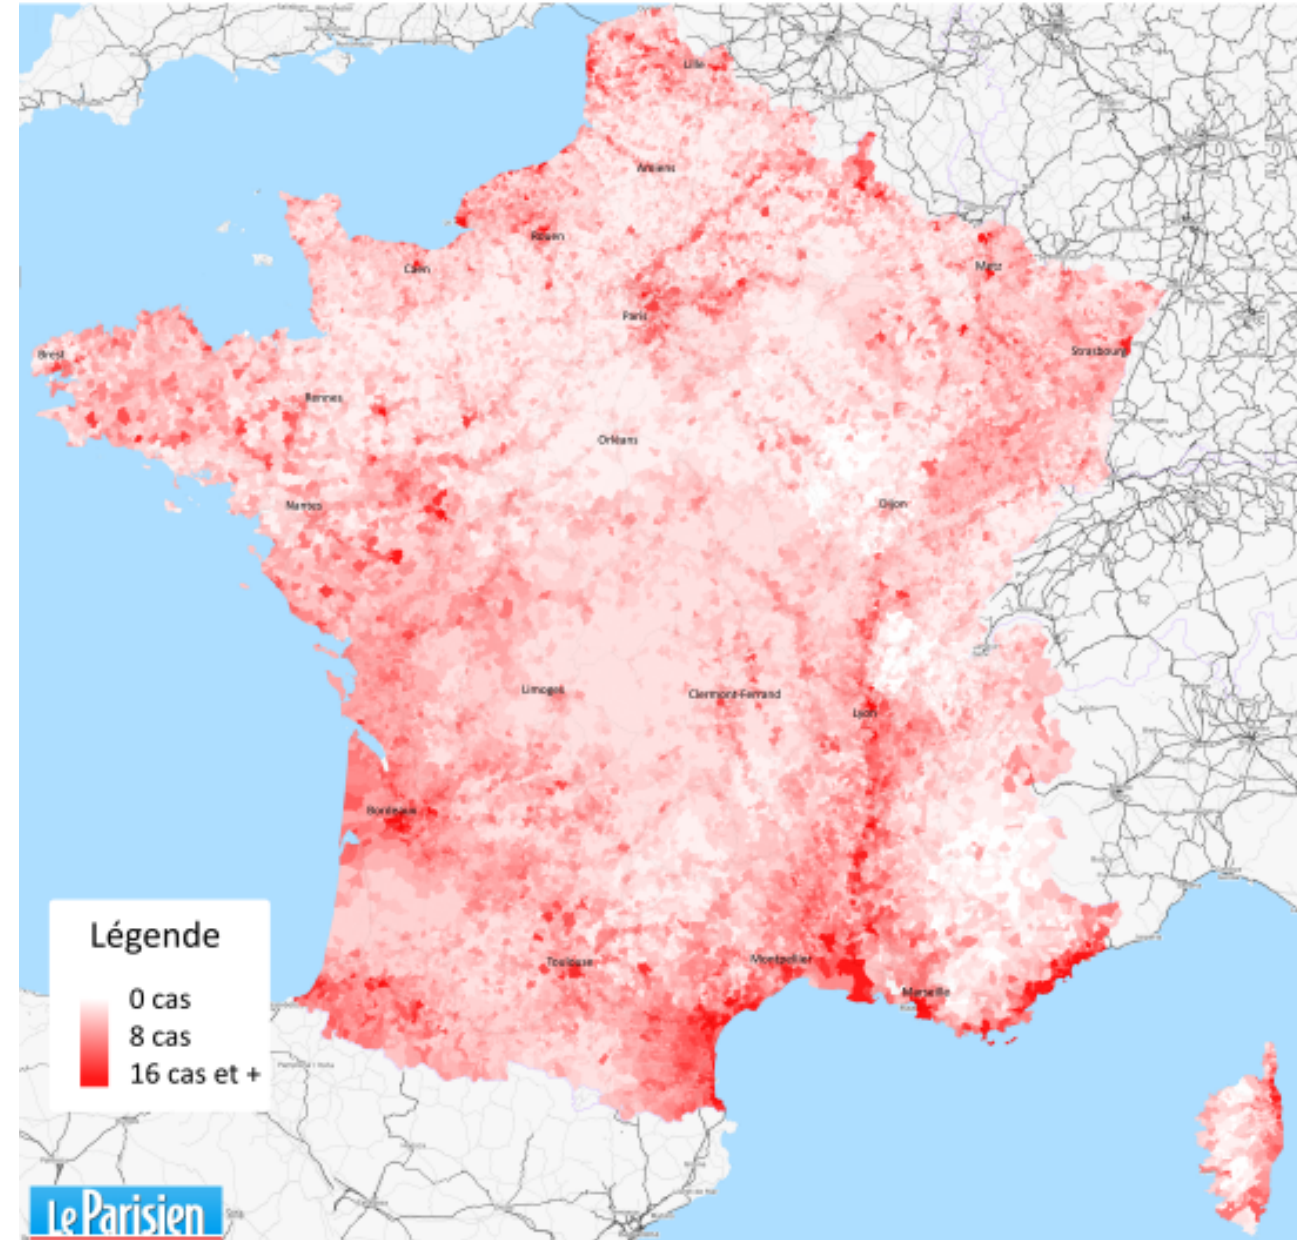 Lille
Amiens
Rouen
Caen
Metz
Paris
Strasbourg
Brest
Rennes
Orléans
Nantes
Dijon
Limoges
Clermont-Ferrand
Lyon
Bordeaux
Toulouse
Montpellier
Marseille
Légende
0 cas
8 cas
16 cas et +
Le Parisien